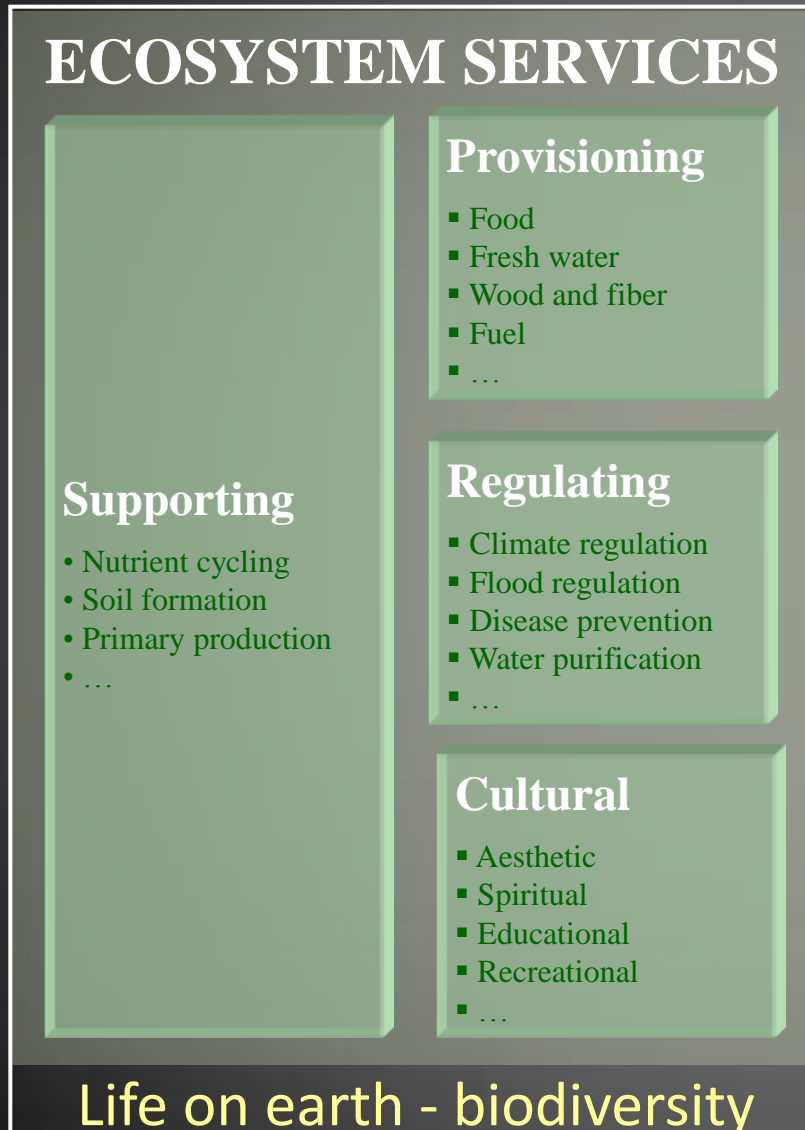 ECOSYSTEM SERVICES
Supporting
• Nutrient cycling
• Soil formation
• Primary production
• …
Provisioning
▪ Food
▪ Fresh water
▪ Wood and fiber
▪ Fuel
▪ …
Regulating
▪ Climate regulation
▪ Flood regulation
▪ Disease prevention
▪ Water purification
▪ …
Cultural
▪ Aesthetic
▪ Spiritual
▪ Educational
▪ Recreational
▪ …
Life on earth - biodiversity